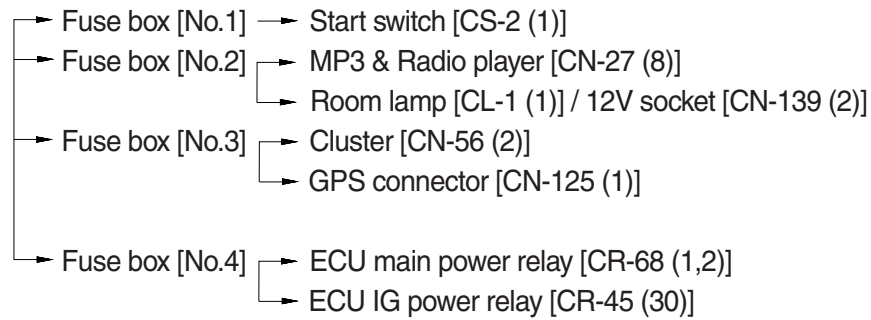 Fuse box [No.1] Start switch [CS-2 (1)]
Fuse box [No.2] MP3 & Radio player [CN-27 (8)]
Room lamp [CL-1 (1)] / 12V socket [CN-139 (2)]
Fuse box [No.3] Cluster [CN-56 (2)]
GPS connector [CN-125 (1)]
Fuse box [No.4] ECU main power relay [CR-68 (1,2)]
ECU IG power relay [CR-45 (30)]